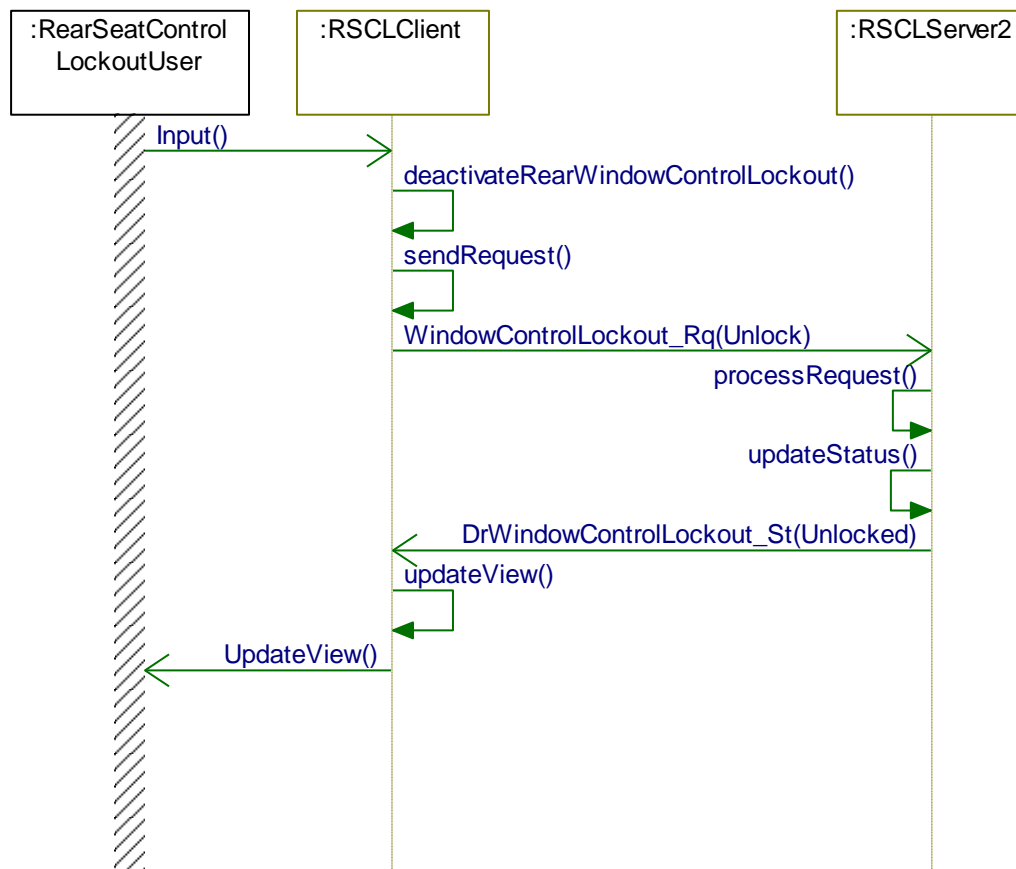 :RearSeatControl
LockoutUser
:RSCLClient
:RSCLServer2
Input()
deactivateRearWindowControlLockout()
sendRequest()
WindowControlLockout_Rq(Unlock)
processRequest()
updateStatus()
DrWindowControlLockout_St(Unlocked)
updateView()
UpdateView()